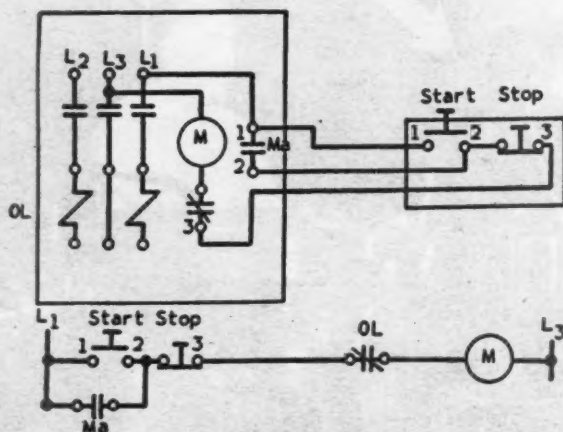 L2 L3 L1
Start Stop
M
1
Ma
2
1 2 3
3
OL
L1 Start Stop OL L3
1 2 3
M
Ma